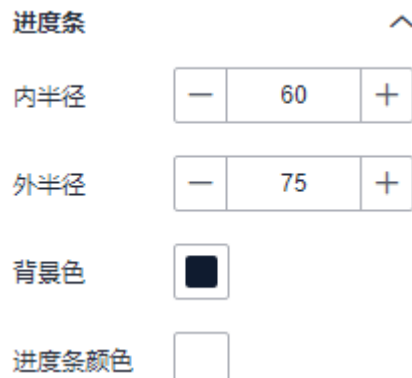 进度条
内半径 — 60 +
外半径 — 75 +
背景色
进度条颜色